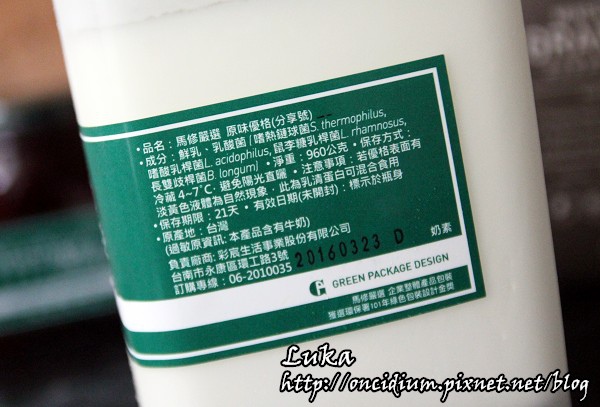 • 品名：馬修嚴選 原味優格(分享號)
• 成分：鮮乳、乳酸菌/嗜熱鏈球菌S. thermophilus,
嗜酸乳桿菌L. acidophilus, 鼠李糖乳桿菌L. rhamnosus,
長雙歧桿菌B. longum) • 淨重：960公克 • 保存方式：
冷藏4~7℃, 避免陽光直曬 • 注意事項：若優格表面有
淡黃色液體為自然現象，此為乳清蛋白可混合食用
• 保存期限：21天 • 有效日期(未開封)：標示於瓶身
• 原產地：台灣
(過敏原資訊: 本產品含有牛奶)
負責廠商：彩宸生活事業股份有限公司
台南市永康區環工路3號
訂購專線：06-2010035
20160323 D
奶素
GREEN PACKAGE DESIGN
馬修嚴選 企業整體產品包裝
獲選環保署101年綠色包裝設計金獎
Luka
http://oncidium.pixnet.net/blog